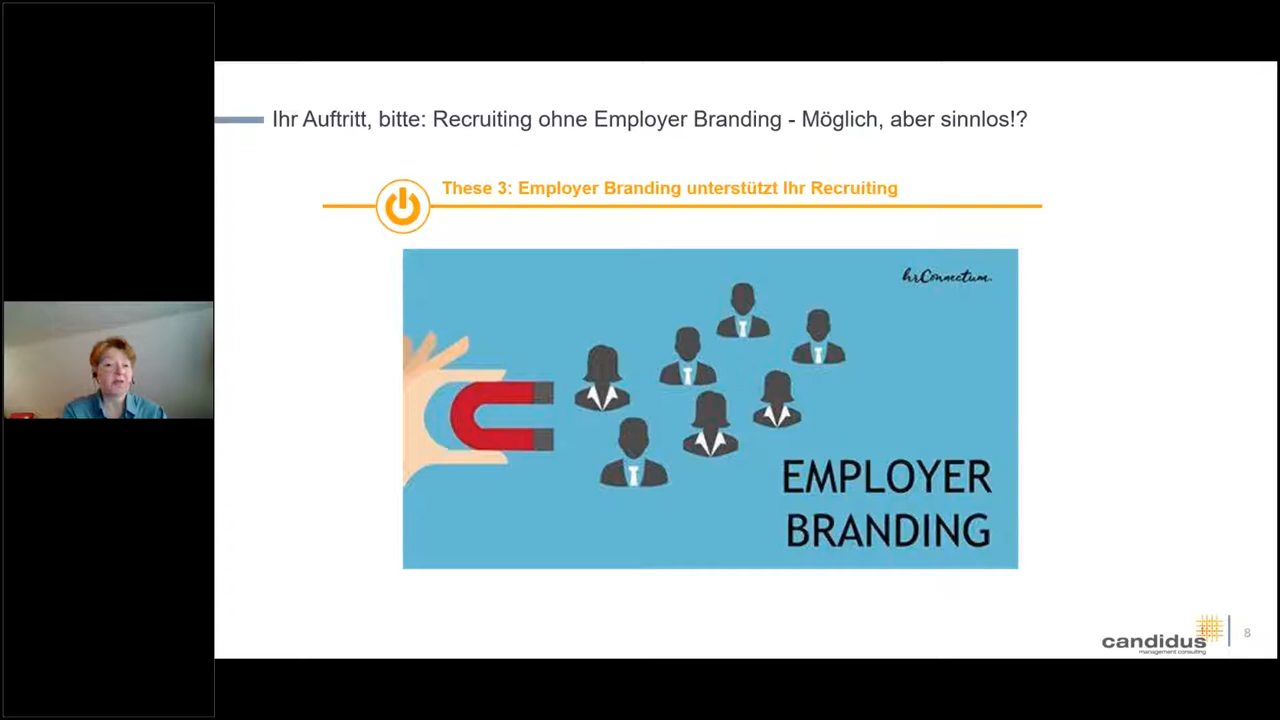 Ihr Auftritt, bitte: Recruiting ohne Employer Branding - Möglich, aber sinnlos!?
These 3: Employer Branding unterstützt Ihr Recruiting
hrConnectum.
EMPLOYER
BRANDING
candidus
management consulting
8